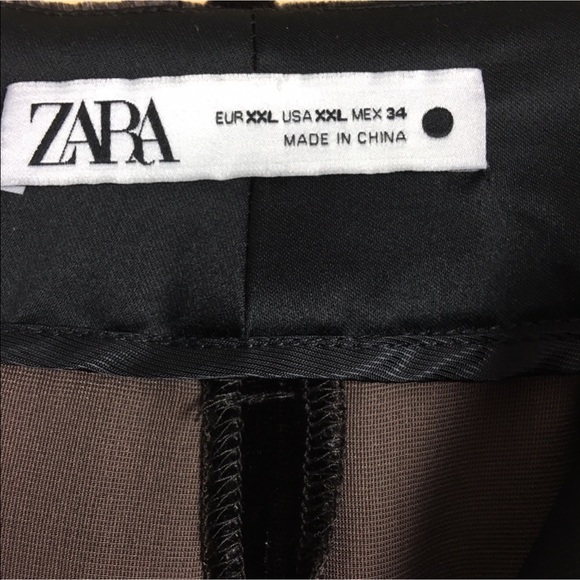 ZARA
EUR XXL USA XXL MEX 34
MADE IN CHINA